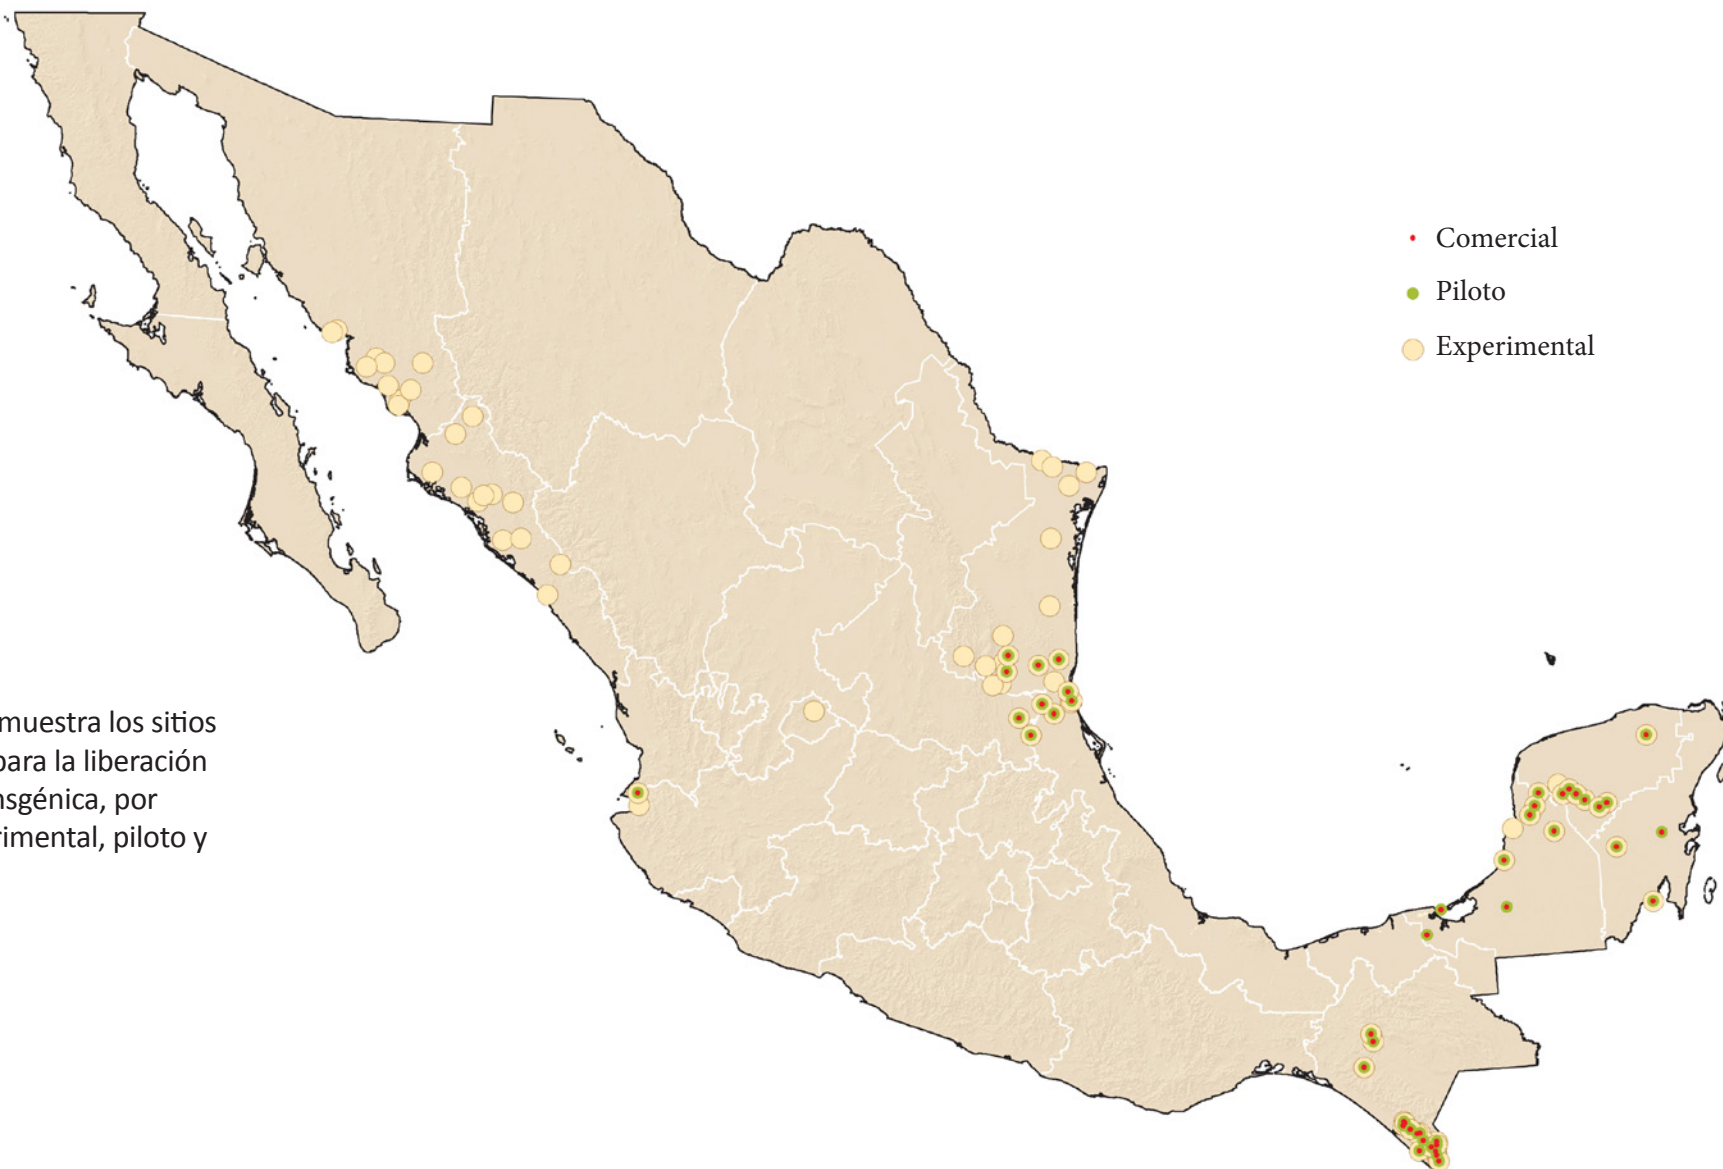 Comercial
Piloto
Experimental
muestra los sitios
para la liberación
nsgénica, por
rimental, piloto y